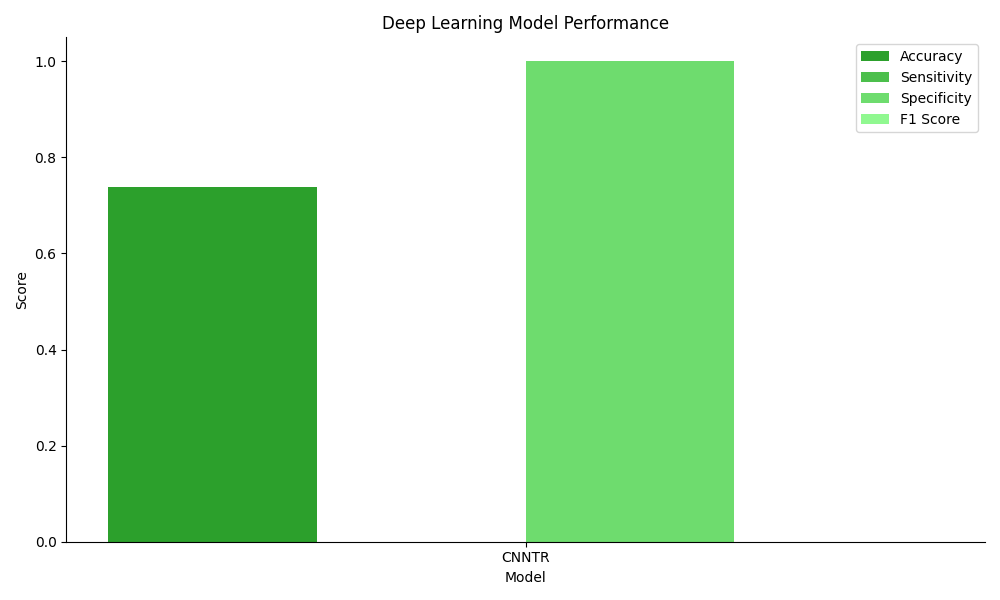 Deep Learning Model Performance
Accuracy
Sensitivity
Specificity
F1 Score
1.0
0.8
0.6
0.4
0.2
0.0
Score
CNNTR
Model